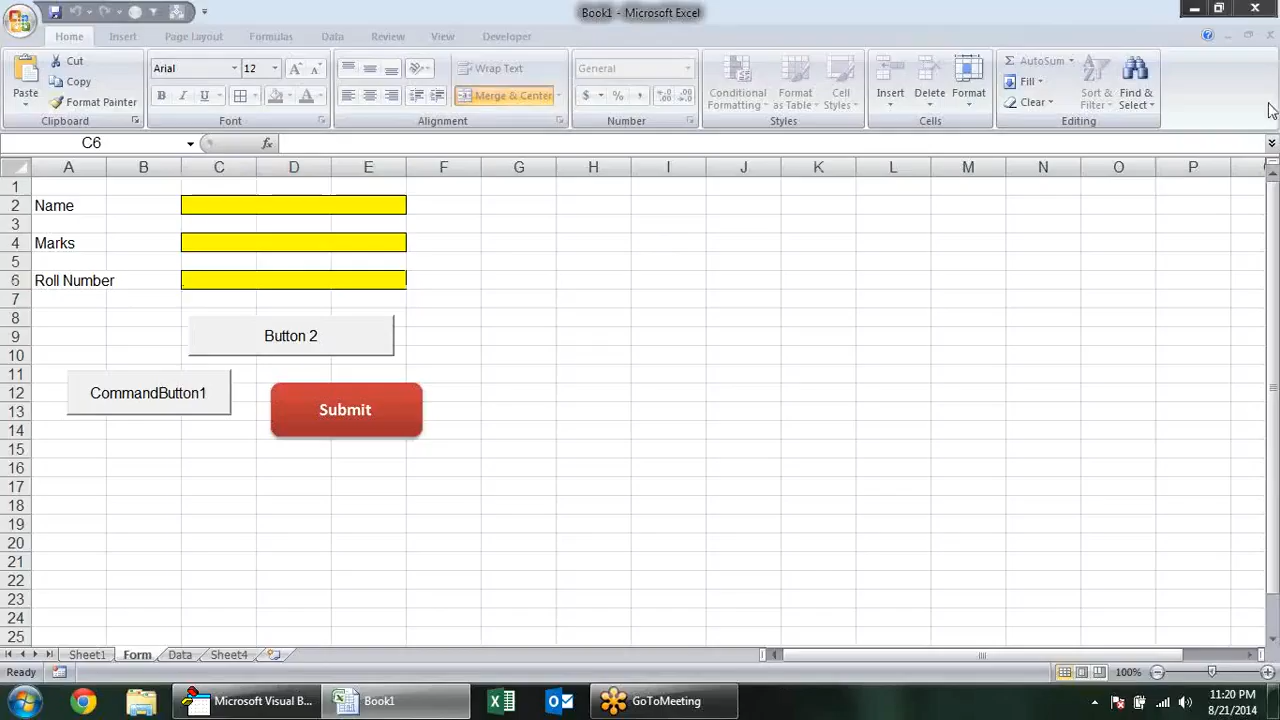 Book1 - Microsoft Excel
Home Insert Page Layout Formulas Data Review View Developer
Paste
Cut
Copy
Format Painter
Clipboard
Arial 12
B I U
Font
Wrap Text
Merge & Center
Alignment
General
$ % ,
Number
Conditional Formatting
Format as Table
Cell Styles
Styles
Insert Delete Format
Cells
AutoSum
Fill
Clear
Sort & Filter
Find & Select
Editing
C6 fx
A B C D E F G H I J K L M N O P
1
2 Name
3
4 Marks
5
6 Roll Number
7
8
9 Button 2
10
11
12 CommandButton1 Submit
13
14
15
16
17
18
19
20
21
22
23
24
25
Sheet1 Form Data Sheet4
Ready 100%
Microsoft Visual B... Book1 GoToMeeting 11:20 PM
8/21/2014